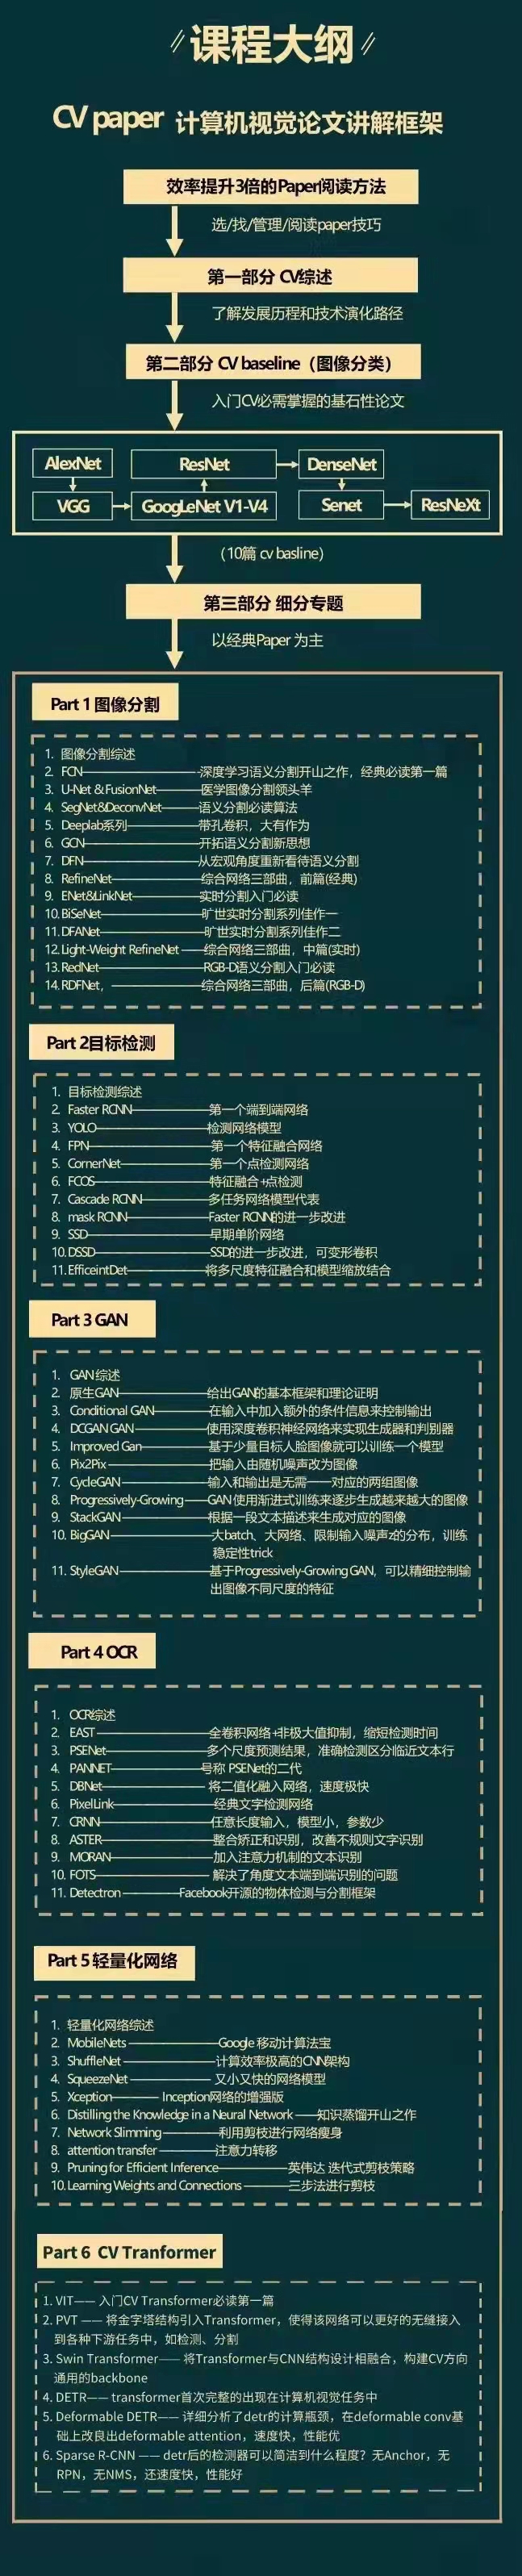 课程大纲
CV paper 计算机视觉论文讲解框架
效率提升3倍的Paper阅读方法
选/找/管理/阅读paper技巧
第一部分 CV综述
了解发展历程和技术演化路径
第二部分 CV baseline（图像分类）
入门CV必需掌握的基石性论文
AlexNet
ResNet
DenseNet
VGG
GoogLeNet V1-V4
Senet
ResNeXt
（10篇 cv basline）
第三部分 细分专题
以经典Paper 为主
Part 1 图像分割
1. 图像分割综述
2. FCN——深度学习语义分割开山之作，经典必读第一篇
3. U-Net & FusionNet——医学图像分割领头羊
4. SegNet&DeconvNet——语义分割必读算法
5. Deeplab系列——带孔卷积，大有作为
6. GCN——开拓语义分割新思想
7. DFN——从宏观角度重新看待语义分割
8. RefineNet——综合网络三部曲，前篇(经典)
9. ENet&LinkNet——实时分割入门必读
10. BiSeNet——旷世实时分割系列佳作一
11. DFANet——旷世实时分割系列佳作二
12. Light-Weight RefineNet ——综合网络三部曲，中篇(实时)
13. RedNet——RGB-D语义分割入门必读
14. RDFNet，——综合网络三部曲，后篇(RGB-D)
Part 2目标检测
1. 目标检测综述
2. Faster RCNN——第一个端到端网络
3. YOLO——检测网络模型
4. FPN——第一个特征融合网络
5. CornerNet——第一个点检测网络
6. FCOS——特征融合+点检测
7. Cascade RCNN——多任务网络模型代表
8. mask RCNN——Faster RCNN的进一步改进
9. SSD——早期单阶网络
10. DSSD——SSD的进一步改进，可变形卷积
11. EfficeintDet——将多尺度特征融合和模型缩放结合
Part 3 GAN
1. GAN 综述
2. 原生GAN——给出GAN的基本框架和理论证明
3. Conditional GAN——在输入中加入额外的条件信息来控制输出
4. DCGAN GAN——使用深度卷积神经网络来实现生成器和判别器
5. Improved Gan——基于少量目标人脸图像就可以训练一个模型
6. Pix2Pix——把输入由随机噪声改为图像
7. CycleGAN——输入和输出是无需一一对应的两组图像
8. Progressively-Growing——GAN 使用渐进式训练来逐步生成越来越大的图像
9. StackGAN——根据一段文本描述来生成对应的图像
10. BigGAN——大batch、大网络、限制输入噪声z的分布，训练
稳定性trick
11. StyleGAN——基于Progressively-Growing GAN，可以精细控制输
出图像不同尺度的特征
Part 4 OCR
1. OCR综述
2. EAST ——全卷积网络+非极大值抑制，缩短检测时间
3. PSENet——多个尺度预测结果，准确检测区分临近文本行
4. PANNET——号称 PSENet的二代
5. DBNet—— 将二值化融入网络，速度极快
6. PixelLink——经典文字检测网络
7. CRNN——任意长度输入，模型小，参数少
8. ASTER——整合矫正和识别，改善不规则文字识别
9. MORAN——加入注意力机制的文本识别
10. FOTS—— 解决了角度文本端到端识别的问题
11. Detectron ——Facebook开源的物体检测与分割框架
Part 5 轻量化网络
1. 轻量化网络综述
2. MobileNets ——Google 移动计算法宝
3. ShuffleNet ——计算效率极高的CNN架构
4. SqueezeNet —— 又小又快的网络模型
5. Xception—— Inception网络的增强版
6. Distilling the Knowledge in a Neural Network ——知识蒸馏开山之作
7. Network Slimming ——利用剪枝进行网络瘦身
8. attention transfer ——注意力转移
9. Pruning for Efficient Inference——英伟达 迭代式剪枝策略
10. Learning Weights and Connections ——三步法进行剪枝
Part 6 CV Tranformer
1. VIT—— 入门CV Transformer必读第一篇
2. PVT —— 将金字塔结构引入Transformer，使得该网络可以更好的无缝接入
到各种下游任务中，如检测、分割
3. Swin Transformer—— 将Transformer与CNN结构设计相融合，构建CV方向
通用的backbone
4. DETR—— transformer首次完整的出现在计算机视觉任务中
5. Deformable DETR—— 详细分析了detr的计算瓶颈，在deformable conv基
础上改良出deformable attention，速度快，性能优
6. Sparse R-CNN —— detr后的检测器可以简洁到什么程度？无Anchor，无
RPN，无NMS，还速度快，性能好